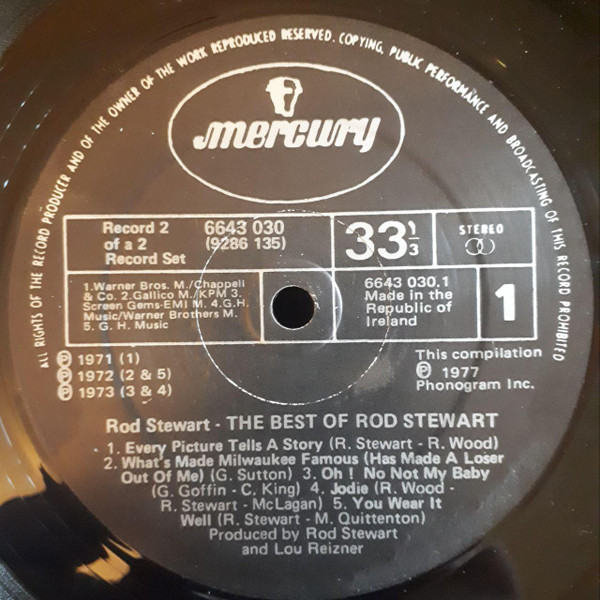 ALL RIGHTS OF THE RECORD PRODUCER AND OF THE OWNER OF THE WORK REPRODUCED RESERVED. COPYING, PUBLIC PERFORMANCE AND BROADCASTING OF THIS RECORD PROHIBITED
mercury
Record 2
of a 2
Record Set
6643 030
(9286 135)
33⅓
STEREO
1.Warner Bros. M./Chappell
& Co. 2.Gallico M./KPM 3.
Screen Gems-EMI M. 4.G.H.
Music/Warner Brothers M.
5. G. H. Music
6643 030.1
Made in the
Republic of
Ireland
1
Ⓟ 1971 (1)
Ⓟ 1972 (2 & 5)
Ⓟ 1973 (3 & 4)
This compilation
Ⓟ 1977
Phonogram Inc.
Rod Stewart - THE BEST OF ROD STEWART
1. Every Picture Tells A Story (R. Stewart - R. Wood)
2. What's Made Milwaukee Famous (Has Made A Loser
Out Of Me) (G. Sutton) 3. Oh ! No Not My Baby
(G. Goffin - C. King) 4. Jodie (R. Wood -
R. Stewart - McLagan) 5. You Wear It
Well (R. Stewart - M. Quittenton)
Produced by Rod Stewart
and Lou Reizner